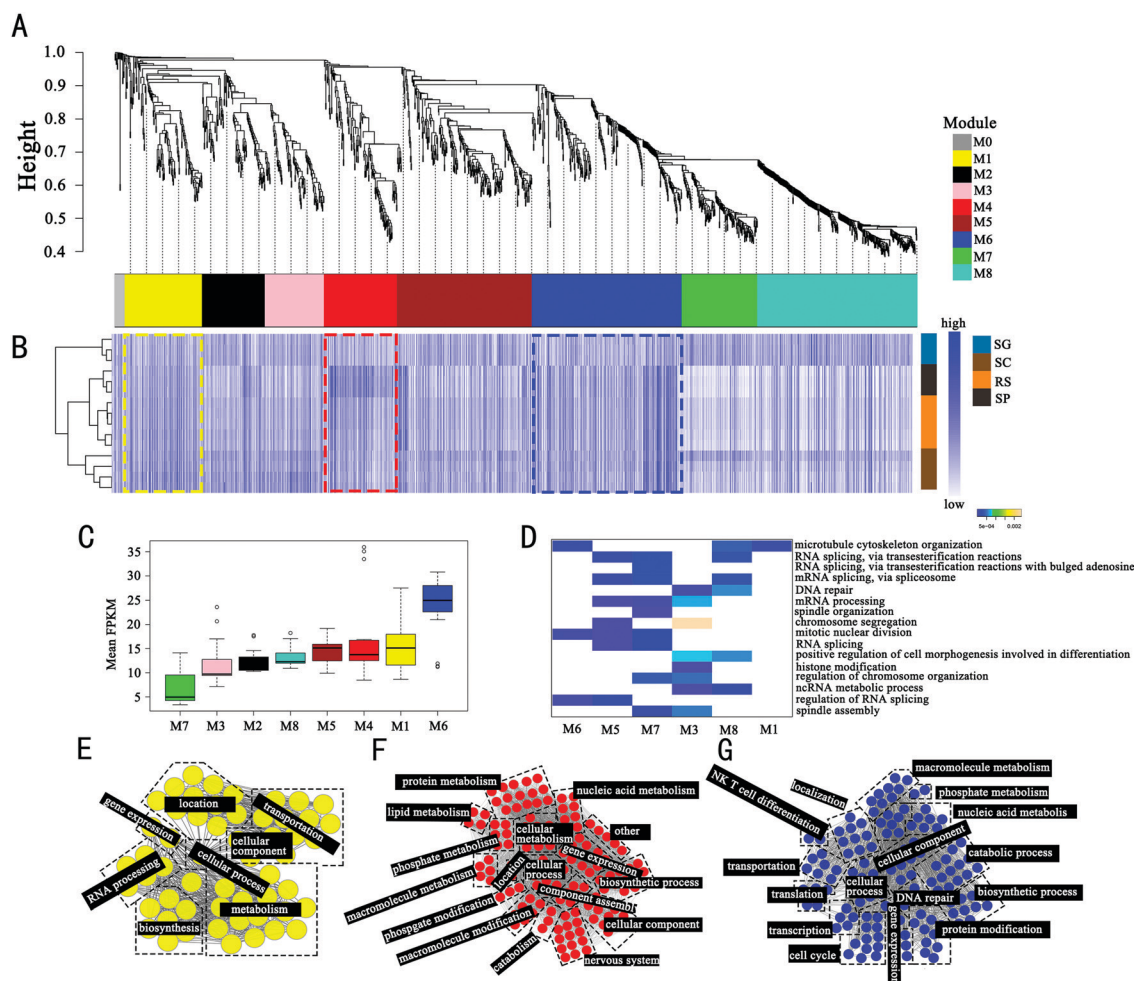 A
1.0
0.9
0.8
0.7
0.6
0.5
0.4
Height
Module
M0
M1
M2
M3
M4
M5
M6
M7
M8
B
high
low
SG
SC
RS
SP
5e-04 0.002
C
35
30
25
20
15
10
5
Mean FPKM
M7 M3 M2 M8 M5 M4 M1 M6
D
microtubule cytoskeleton organization
RNA splicing, via transesterification reactions
RNA splicing, via transesterification reactions with bulged adenosine
mRNA splicing, via spliceosome
DNA repair
mRNA processing
spindle organization
chromosome segregation
mitotic nuclear division
RNA splicing
positive regulation of cell morphogenesis involved in differentiation
histone modification
regulation of chromosome organization
ncRNA metabolic process
regulation of RNA splicing
spindle assembly
M6 M5 M7 M3 M8 M1
E
location
transportation
gene expression
cellular
component
RNA processing
cellular process
metabolism
biosynthesis
F
protein metabolism
nucleic acid metabolism
lipid metabolism
cellular
metabolism
other
phosphate metabolism
gene expression
location
cellular
process
biosynthetic process
macromolecule metabolism
component assembl
phospgate modification
cellular component
macromolecule modification
catabolism
nervous system
G
macromolecule metabolism
NK T cell differentiation
localization
phosphate metabolism
nucleic acid metabolis
cellular component
catabolic process
transportation
cellular
process
biosynthetic process
translation
DNA repair
transcription
gene expression
protein modification
cell cycle